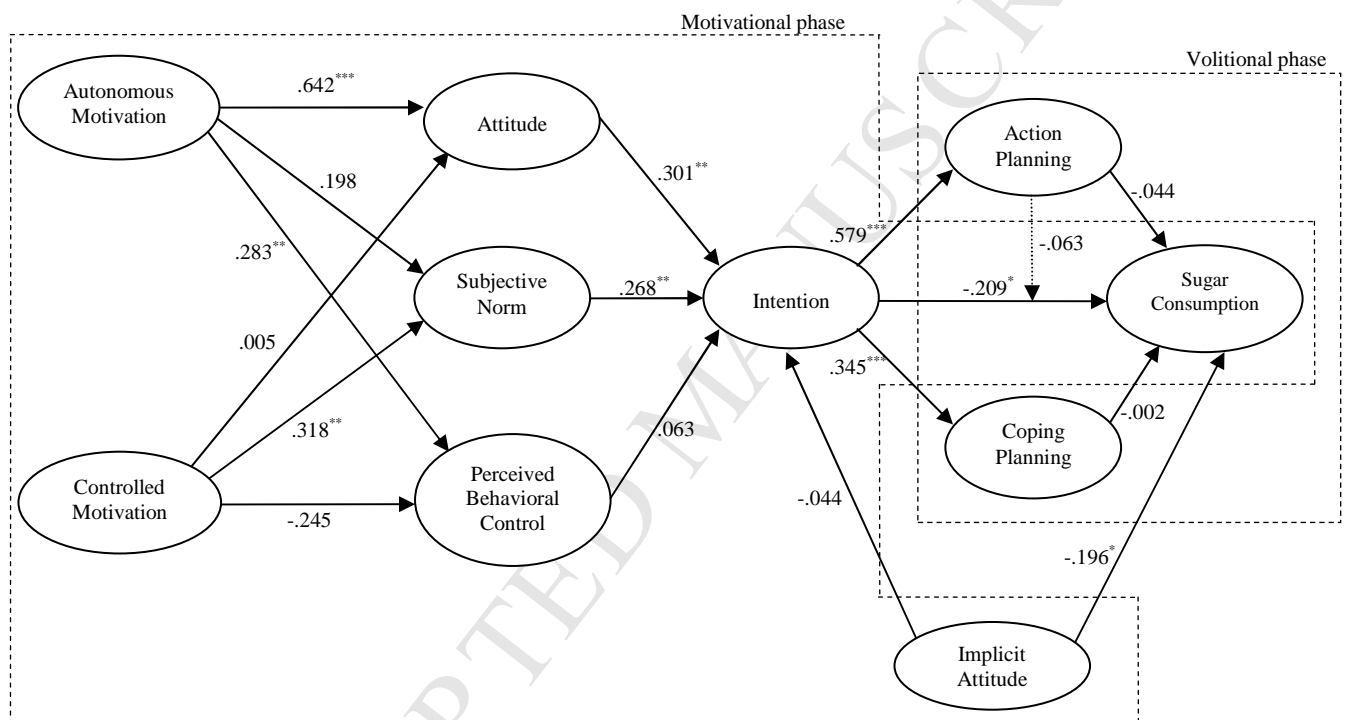 Motivational phase
Volitional phase
Autonomous
Motivation
.642***
Attitude
Action
Planning
.301**
.198
-.044
.283**
.579***
-.063
Subjective
Norm
.268**
Intention
-.209*
Sugar
Consumption
.005
.345***
-.002
.318**
.063
Coping
Planning
Controlled
Motivation
-.245
Perceived
Behavioral
Control
-.044
-.196*
Implicit
Attitude
PTED MANUSCR